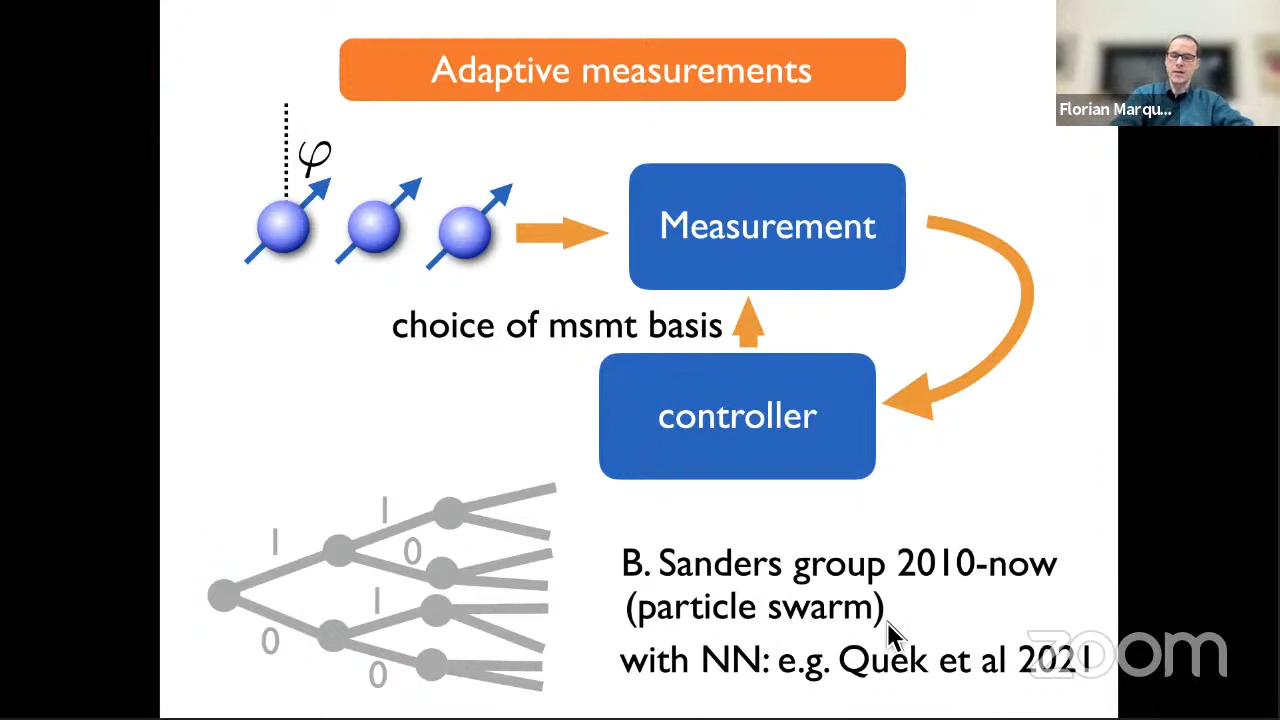 Adaptive measurements
Florian Marqu...
φ
Measurement
choice of msmt basis
controller
1
1
0
1
0
0
B. Sanders group 2010-now
(particle swarm)
with NN: e.g. Quek et al 2021
zoom